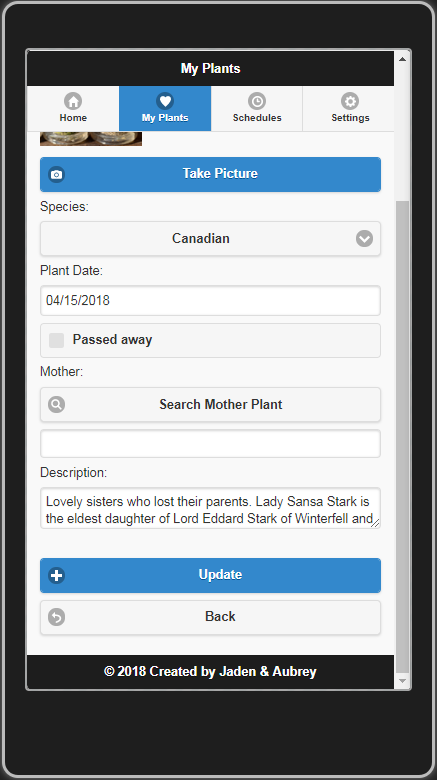 My Plants
Home
My Plants
Schedules
Settings
Take Picture
Species:
Canadian
Plant Date:
04/15/2018
Passed away
Mother:
Search Mother Plant
Description:
Lovely sisters who lost their parents. Lady Sansa Stark is
the eldest daughter of Lord Eddard Stark of Winterfell and
Update
Back
© 2018 Created by Jaden & Aubrey